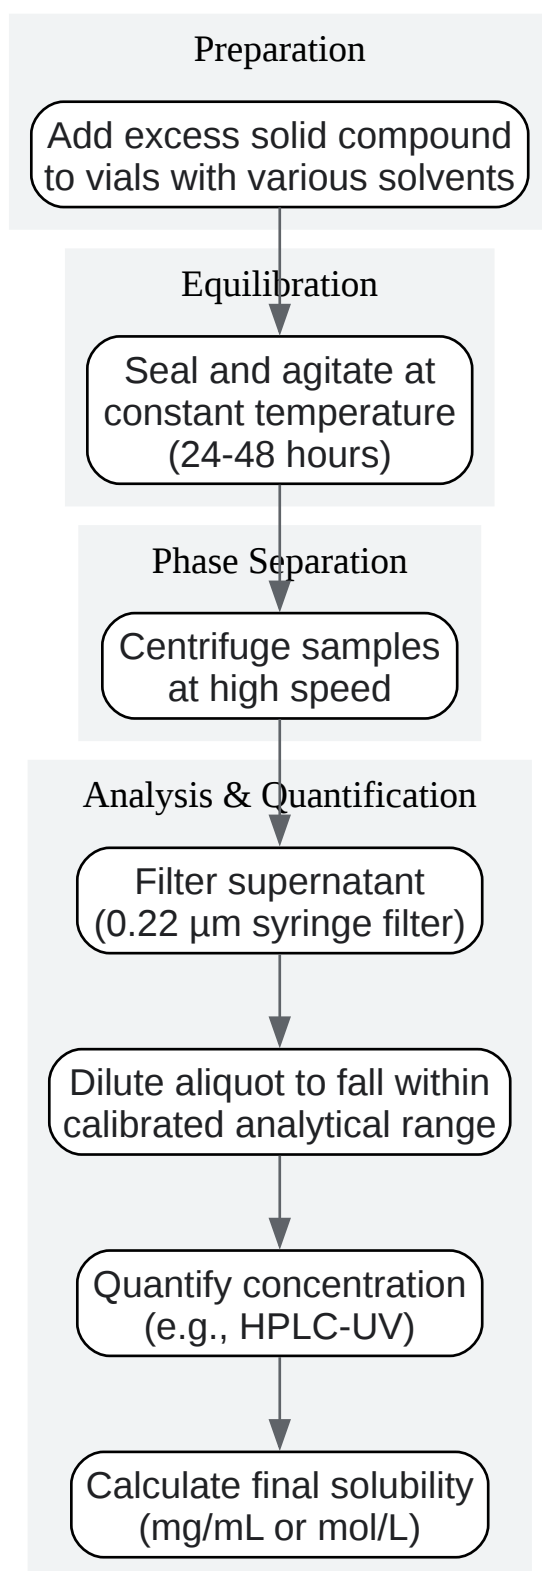 Preparation
Add excess solid compound
to vials with various solvents
Equilibration
Seal and agitate at
constant temperature
(24-48 hours)
Phase Separation
Centrifuge samples
at high speed
Analysis & Quantification
Filter supernatant
(0.22 µm syringe filter)
Dilute aliquot to fall within
calibrated analytical range
Quantify concentration
(e.g., HPLC-UV)
Calculate final solubility
(mg/mL or mol/L)